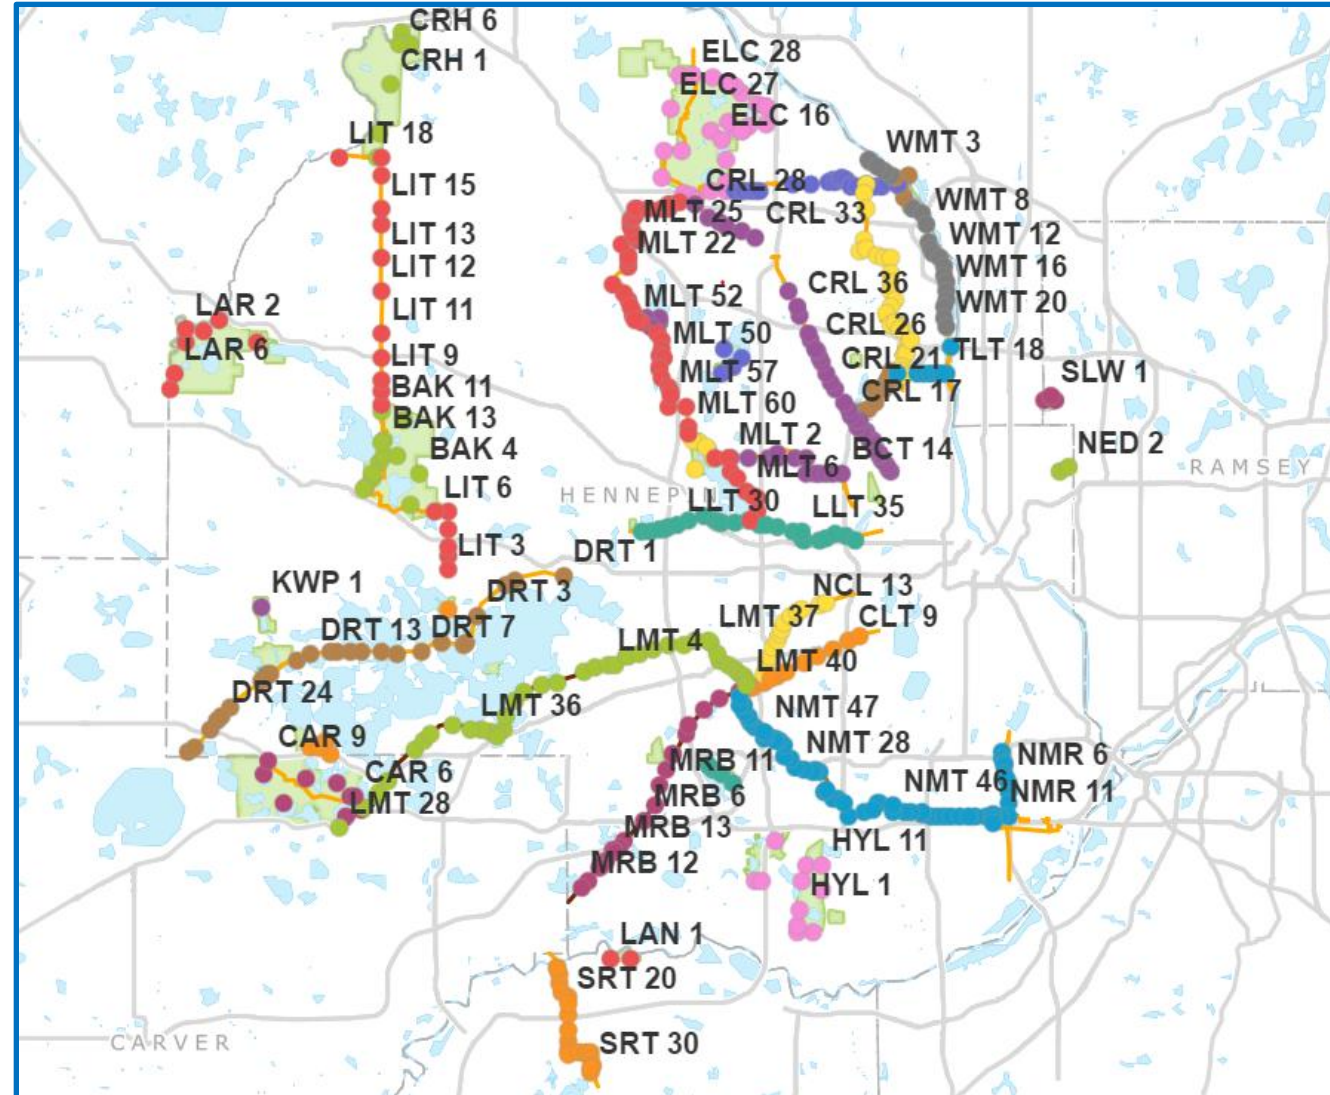 CRH 6
CRH 1
ELC 28
ELC 27
ELC 16
LIT 18
WMT 3
LIT 15
CRL 28
WMT 8
MLT 25
CRL 33
LIT 13
MLT 22
WMT 12
LIT 12
WMT 16
CRL 36
LAR 2
LIT 11
MLT 52
WMT 20
CRL 26
MLT 50
LAR 6
LIT 9
CRL 21
TLT 18
MLT 57
SLW 1
BAK 11
CRL 17
MLT 60
BAK 13
MLT 2
NED 2
BAK 4
BCT 14
MLT 6
RAMSEY
LIT 6
HENNEPIN
LLT 30
LLT 35
LIT 3
DRT 1
KWP 1
DRT 3
NCL 13
LMT 37
CLT 9
DRT 13
DRT 7
LMT 4
LMT 40
DRT 24
LMT 36
NMT 47
CAR 9
NMT 28
MRB 11
NMR 6
CAR 6
NMT 46
NMR 11
LMT 28
MRB 6
MRB 13
HYL 11
MRB 12
HYL 1
LAN 1
SRT 20
CARVER
SRT 30